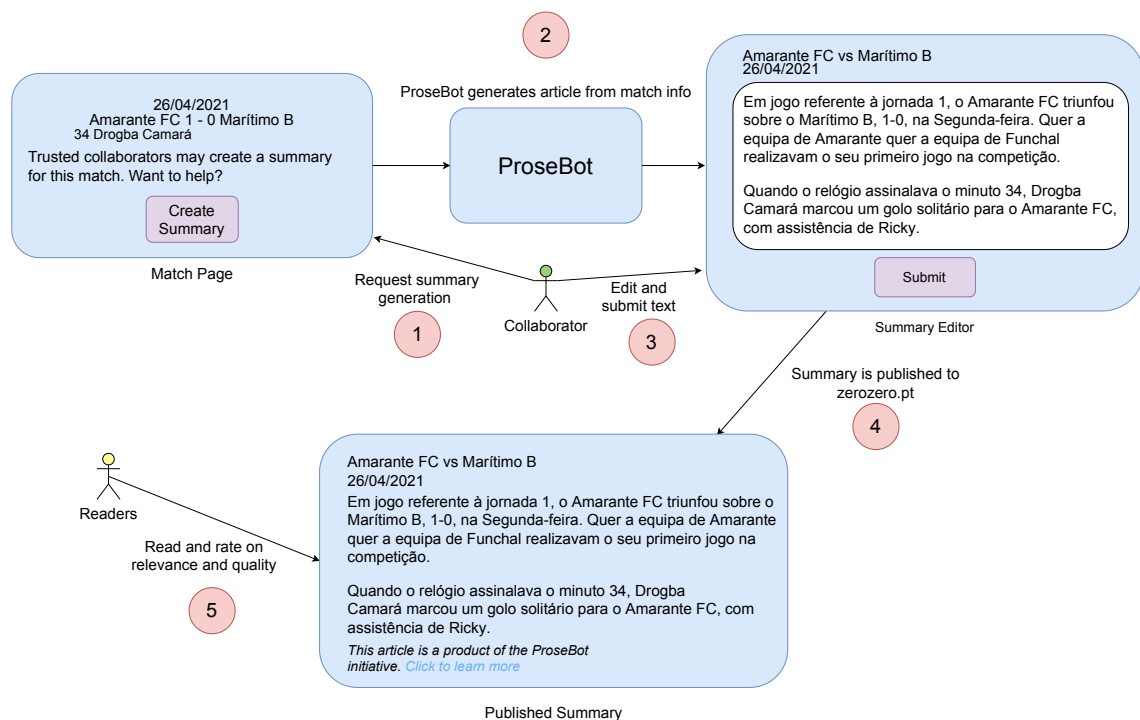 2
ProseBot generates article from match info
26/04/2021
Amarante FC 1 - 0 Marítimo B
34 Drogba Camará
Trusted collaborators may create a summary
for this match. Want to help?
Create
Summary
Match Page
ProseBot
Amarante FC vs Marítimo B
26/04/2021
Em jogo referente à jornada 1, o Amarante FC triunfou
sobre o Marítimo B, 1-0, na Segunda-feira. Quer a
equipa de Amarante quer a equipa de Funchal
realizavam o seu primeiro jogo na competição.
Quando o relógio assinalava o minuto 34, Drogba
Camará marcou um golo solitário para o Amarante FC,
com assistência de Ricky.
Submit
Summary Editor
Request summary
generation
1
Collaborator
Edit and
submit text
3
Summary is published to
zerozero.pt
4
Readers
Read and rate on
relevance and quality
5
Amarante FC vs Marítimo B
26/04/2021
Em jogo referente à jornada 1, o Amarante FC triunfou sobre o
Marítimo B, 1-0, na Segunda-feira. Quer a equipa de Amarante
quer a equipa de Funchal realizavam o seu primeiro jogo na
competição.
Quando o relógio assinalava o minuto 34, Drogba
Camará marcou um golo solitário para o Amarante FC, com
assistência de Ricky.
This article is a product of the ProseBot
initiative. Click to learn more
Published Summary